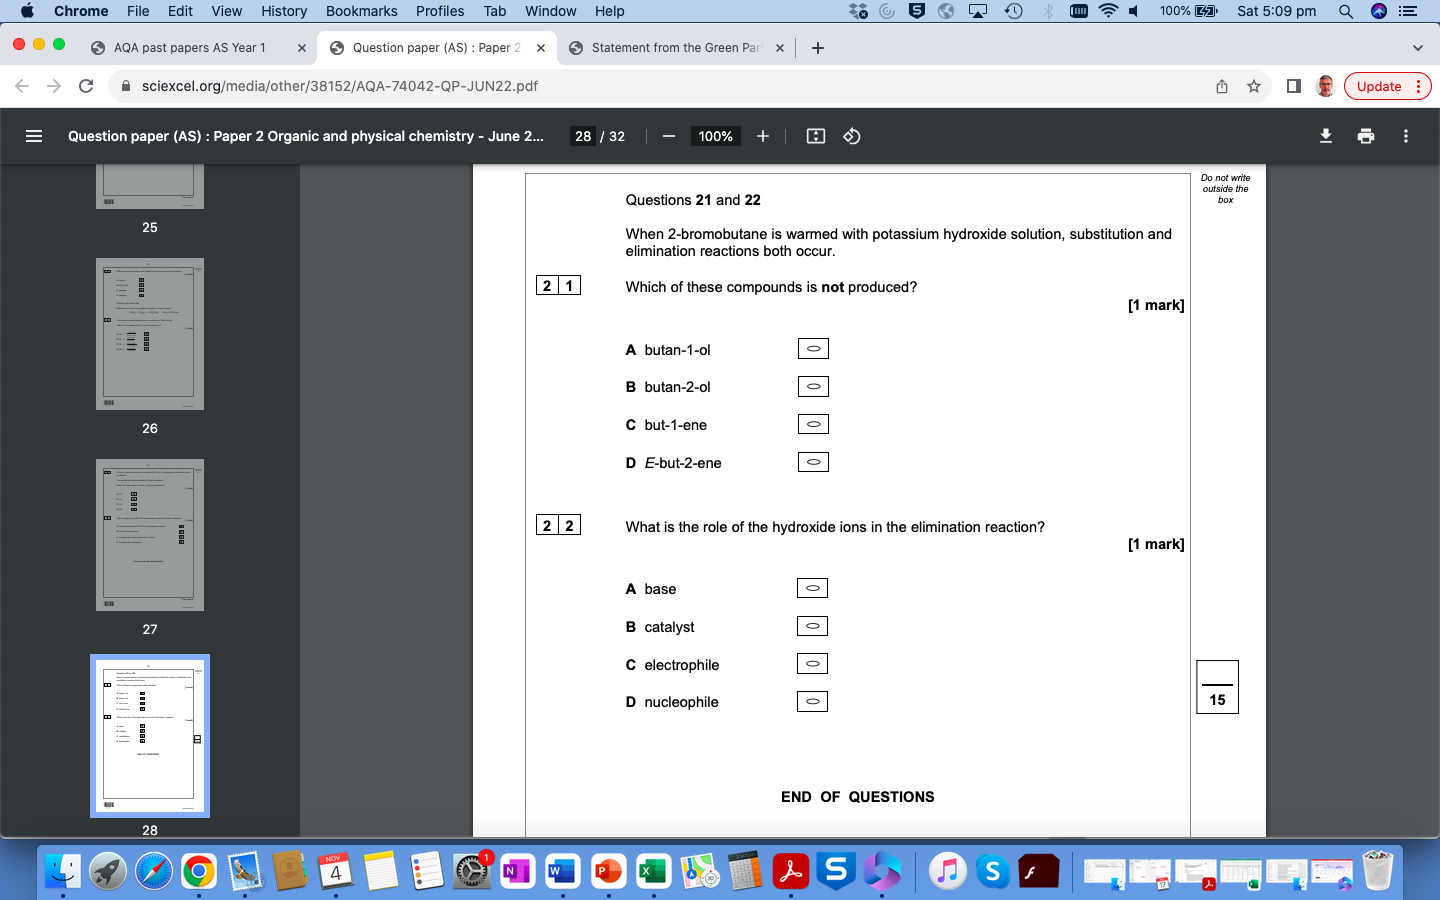 Chrome File Edit View History Bookmarks Profiles Tab Window Help 100% Sat 5:09 pm
AQA past papers AS Year 1
Question paper (AS) : Paper 2
Statement from the Green Par
sciexcel.org/media/other/38152/AQA-74042-QP-JUN22.pdf
Update
Question paper (AS) : Paper 2 Organic and physical chemistry - June 2...
28 / 32
100%
25
26
27
28
Do not write
outside the
box
Questions 21 and 22
When 2-bromobutane is warmed with potassium hydroxide solution, substitution and
elimination reactions both occur.
2 1 Which of these compounds is not produced?
[1 mark]
A butan-1-ol
B butan-2-ol
C but-1-ene
D E-but-2-ene
2 2 What is the role of the hydroxide ions in the elimination reaction?
[1 mark]
A base
B catalyst
C electrophile
D nucleophile
15
END OF QUESTIONS
NOV
4
1
N
W
P
X
S
S
f
17